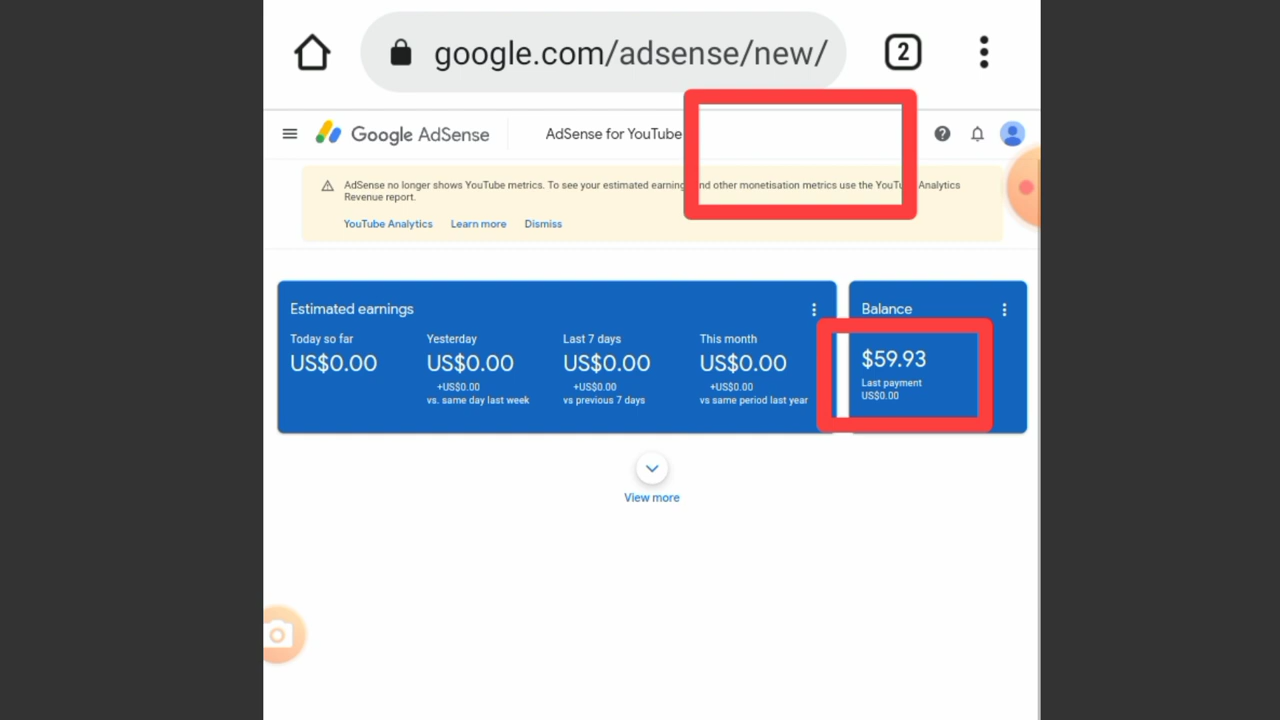 google.com/adsense/new/
2
Google AdSense
AdSense for YouTube
AdSense no longer shows YouTube metrics. To see your estimated earning nd other monetisation metrics use the YouTu Analytics
Revenue report.
YouTube Analytics Learn more Dismiss
Estimated earnings
Today so far
US$0.00
Yesterday
US$0.00
+US$0.00
vs. same day last week
Last 7 days
US$0.00
+US$0.00
vs previous 7 days
This month
US$0.00
+US$0.00
vs same period last year
Balance
$59.93
Last payment
US$0.00
View more